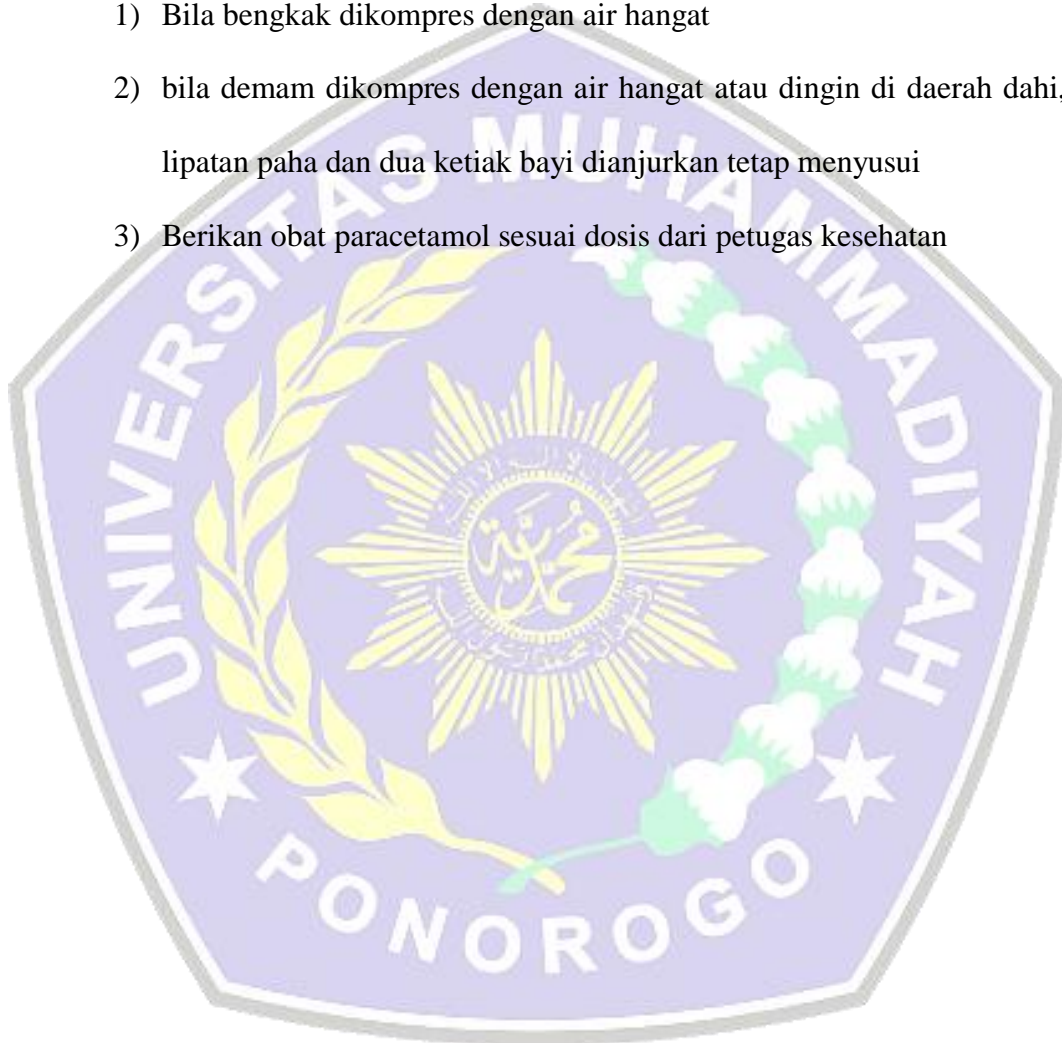 1) Bila bengkak dikompres dengan air hangat
2) bila demam dikompres dengan air hangat atau dingin di daerah dahi,
lipatan paha dan dua ketiak bayi dianjurkan tetap menyusui
3) Berikan obat paracetamol sesuai dosis dari petugas kesehatan
UNIVERSITAS MUHAMMADIYAH
PONOROGO